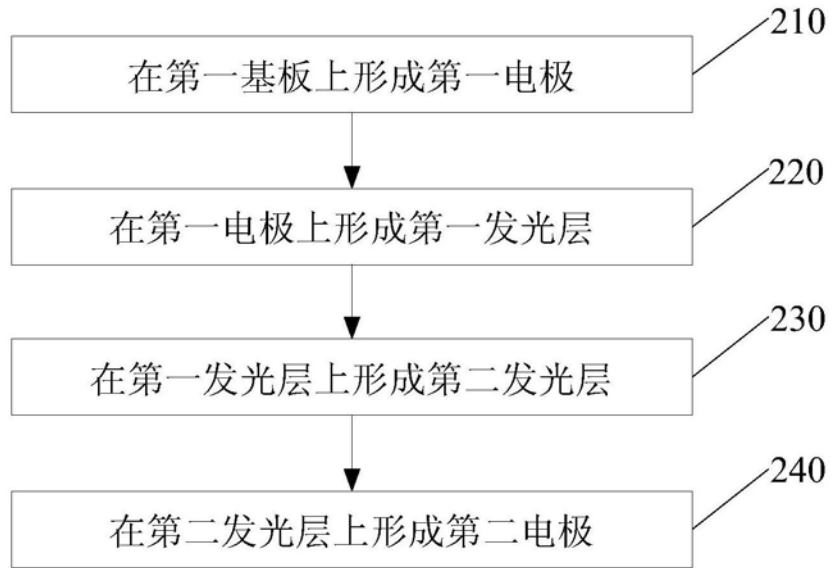 210
在第一基板上形成第一电极
220
在第一电极上形成第一发光层
230
在第一发光层上形成第二发光层
240
在第二发光层上形成第二电极